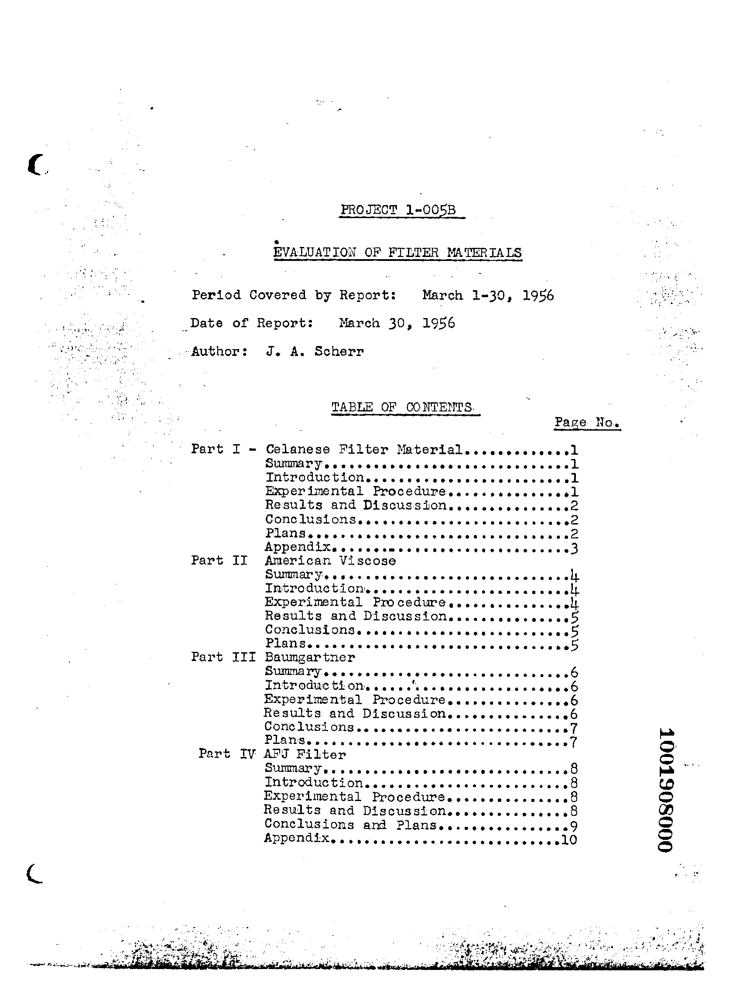 PROJECT 1-005B
EVALUATION OF FILTER MATERIALS
Period Covered by Report: March 1-30, 1956
Date of Report: March 30, 1956
Author: J. A. Scherr
TABLE OF CONTENTS
Page No.
Part I - Celanese Filter Material.............1
Summary.............................1
Introduction........................1
Experimental Procedure..............1
Results and Discussion..............2
Conclusions.........................2
Plans...............................2
Appendix............................3
Part II American Viscose
Summary.............................4
Introduction........................4
Experimental Procedure..............4
Results and Discussion..............5
Conclusions.........................5
Plans...............................5
Part III Baumgartner
Summary.............................6
Introduction........................6
Experimental Procedure..............6
Results and Discussion..............6
Conclusions.........................7
Plans...............................7
Part IV AFJ Filter
Summary.............................8
Introduction........................8
Experimental Procedure..............8
Results and Discussion..............8
Conclusions and Plans...............9
Appendix............................10
1001908000